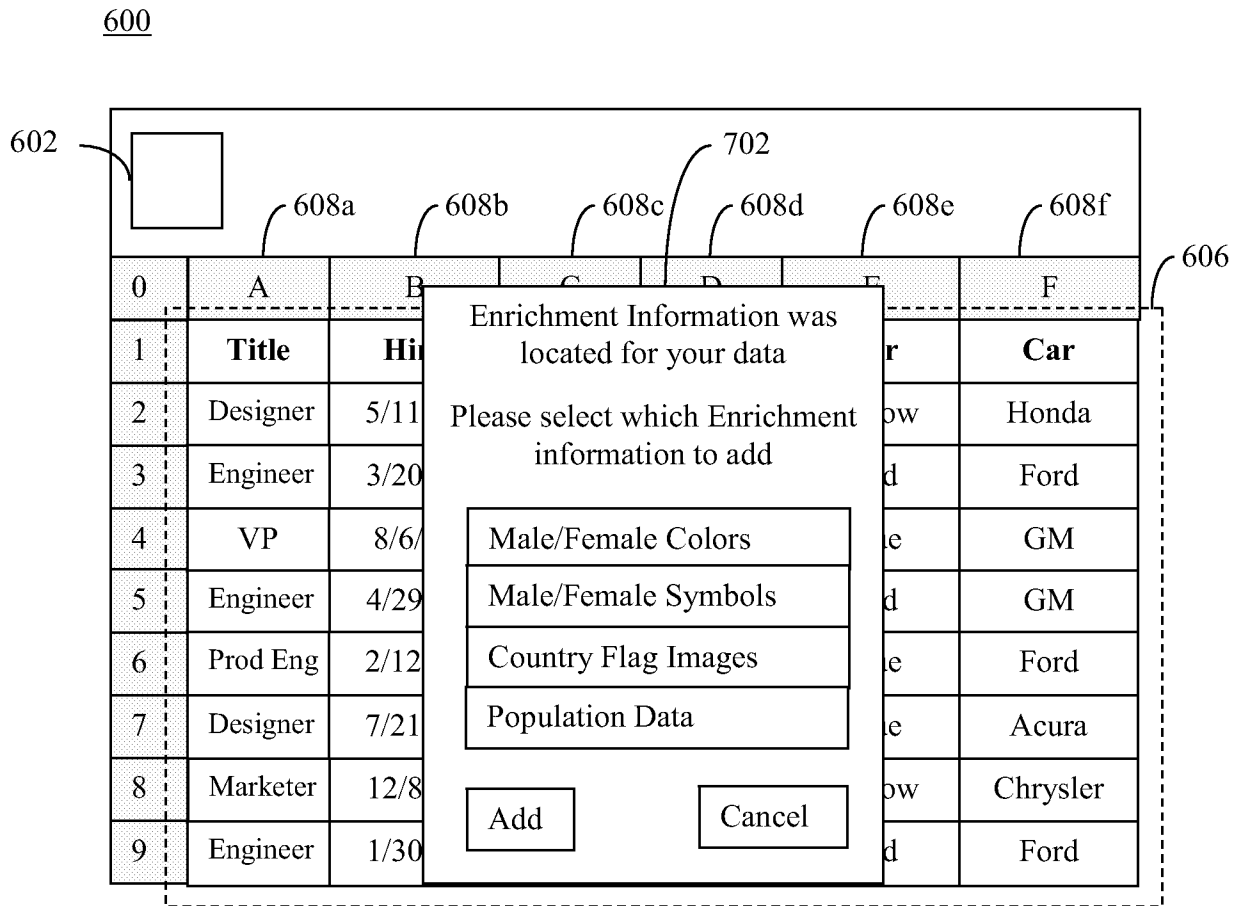 600
602
702
608a 608b 608c 608d 608e 608f
606
0 A F
Enrichment Information was
located for your data
1 Title Car
2 Designer 5/11 Honda
Please select which Enrichment
information to add
3 Engineer 3/20 Ford
4 VP 8/6/ GM
Male/Female Colors
5 Engineer 4/29 GM
Male/Female Symbols
6 Prod Eng 2/12 Ford
Country Flag Images
7 Designer 7/21 Acura
Population Data
8 Marketer 12/8 Chrysler
Add Cancel
9 Engineer 1/30 Ford